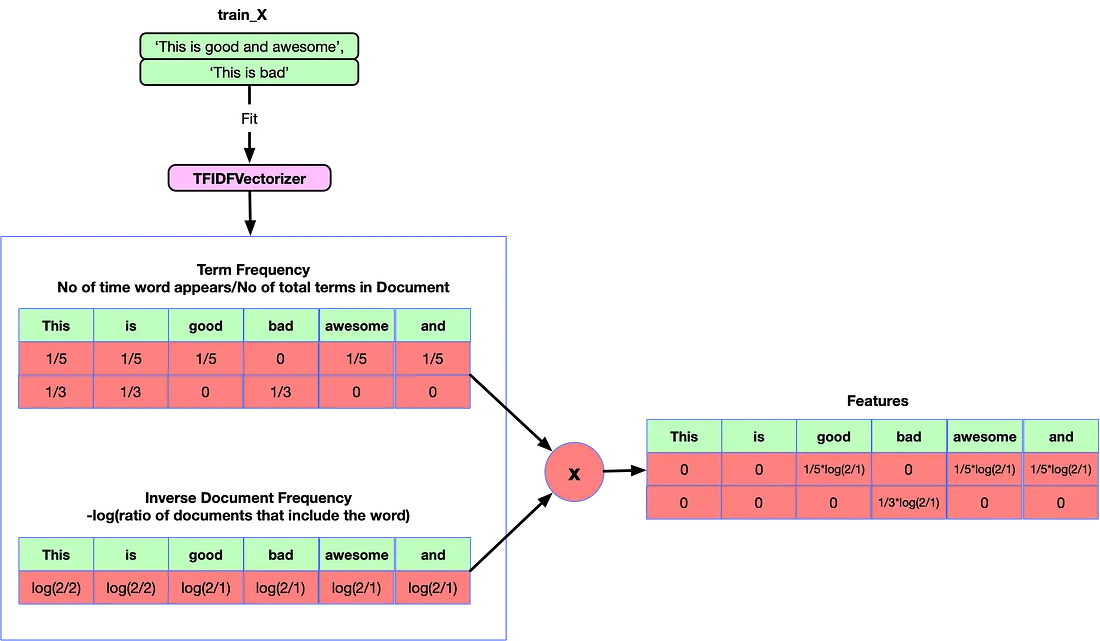 train_X
‘This is good and awesome’,
‘This is bad’
Fit
TFIDFVectorizer
Term Frequency
No of time word appears/No of total terms in Document
This is good bad awesome and
1/5 1/5 1/5 0 1/5 1/5
1/3 1/3 0 1/3 0 0
Inverse Document Frequency
-log(ratio of documents that include the word)
This is good bad awesome and
log(2/2) log(2/2) log(2/1) log(2/1) log(2/1) log(2/1)
x
Features
This is good bad awesome and
0 0 1/5*log(2/1) 0 1/5*log(2/1) 1/5*log(2/1)
0 0 0 1/3*log(2/1) 0 0